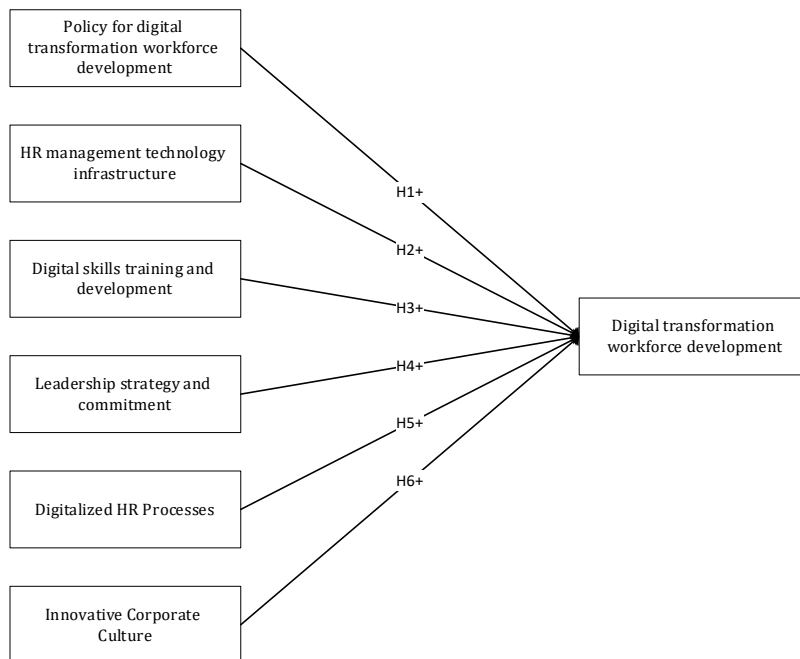 Policy for digital
transformation workforce
development
HR management technology
infrastructure
Digital skills training and
development
Leadership strategy and
commitment
Digitalized HR Processes
Innovative Corporate
Culture
H1+
H2+
H3+
H4+
H5+
H6+
Digital transformation
workforce development